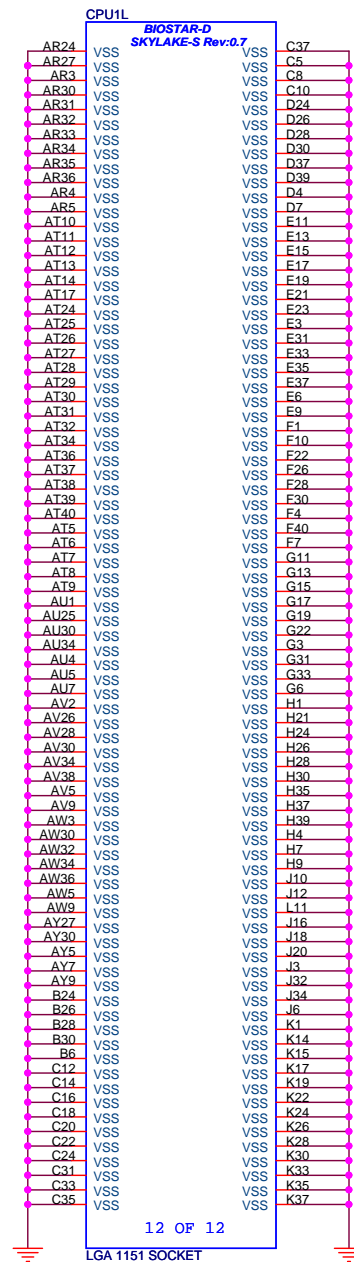 CPU1L
BIOSTAR-D
SKYLAKE-S Rev:0.7
AR24 VSS VSS C37
AR27 VSS VSS C5
AR3 VSS VSS C8
AR30 VSS VSS C10
AR31 VSS VSS D24
AR32 VSS VSS D26
AR33 VSS VSS D28
AR34 VSS VSS D30
AR35 VSS VSS D37
AR36 VSS VSS D39
AR4 VSS VSS D4
AR5 VSS VSS D7
AT10 VSS VSS E11
AT11 VSS VSS E13
AT12 VSS VSS E15
AT13 VSS VSS E17
AT14 VSS VSS E19
AT17 VSS VSS E21
AT24 VSS VSS E23
AT25 VSS VSS E3
AT26 VSS VSS E31
AT27 VSS VSS E33
AT28 VSS VSS E35
AT29 VSS VSS E37
AT30 VSS VSS E6
AT31 VSS VSS E9
AT32 VSS VSS F1
AT34 VSS VSS F10
AT36 VSS VSS F22
AT37 VSS VSS F26
AT38 VSS VSS F28
AT39 VSS VSS F30
AT40 VSS VSS F4
AT5 VSS VSS F40
AT6 VSS VSS F7
AT7 VSS VSS G11
AT8 VSS VSS G13
AT9 VSS VSS G15
AU1 VSS VSS G17
AU25 VSS VSS G19
AU30 VSS VSS G22
AU34 VSS VSS G3
AU4 VSS VSS G31
AU5 VSS VSS G33
AU7 VSS VSS G6
AV2 VSS VSS H1
AV26 VSS VSS H21
AV28 VSS VSS H24
AV30 VSS VSS H26
AV34 VSS VSS H28
AV38 VSS VSS H30
AV5 VSS VSS H35
AV9 VSS VSS H37
AW3 VSS VSS H39
AW30 VSS VSS H4
AW32 VSS VSS H7
AW34 VSS VSS H9
AW36 VSS VSS J10
AW5 VSS VSS J12
AW9 VSS VSS L11
AY27 VSS VSS J16
AY30 VSS VSS J18
AY5 VSS VSS J20
AY7 VSS VSS J3
AY9 VSS VSS J32
B24 VSS VSS J34
B26 VSS VSS J6
B28 VSS VSS K1
B30 VSS VSS K14
B6 VSS VSS K15
C12 VSS VSS K17
C14 VSS VSS K19
C16 VSS VSS K22
C18 VSS VSS K24
C20 VSS VSS K26
C22 VSS VSS K28
C24 VSS VSS K30
C31 VSS VSS K33
C33 VSS VSS K35
C35 VSS VSS K37
12 OF 12
LGA 1151 SOCKET